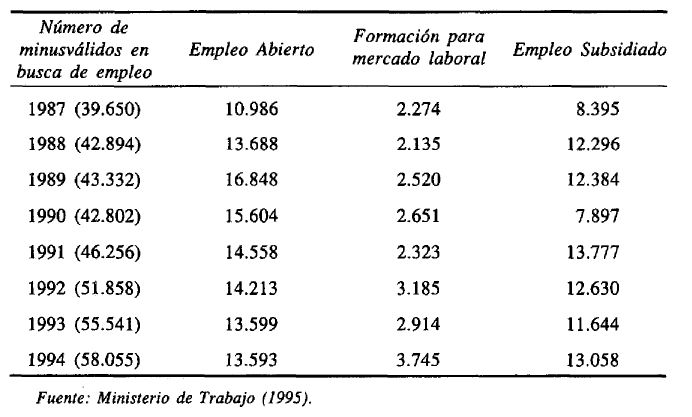 Número de
minusválidos en
busca de empleo
Empleo Abierto
Formación para
mercado laboral
Empleo Subsidiado
1987 (39.650) 10.986 2.274 8.395
1988 (42.894) 13.688 2.135 12.296
1989 (43.332) 16.848 2.520 12.384
1990 (42.802) 15.604 2.651 7.897
1991 (46.256) 14.558 2.323 13.777
1992 (51.858) 14.213 3.185 12.630
1993 (55.541) 13.599 2.914 11.644
1994 (58.055) 13.593 3.745 13.058
Fuente: Ministerio de Trabajo (1995).